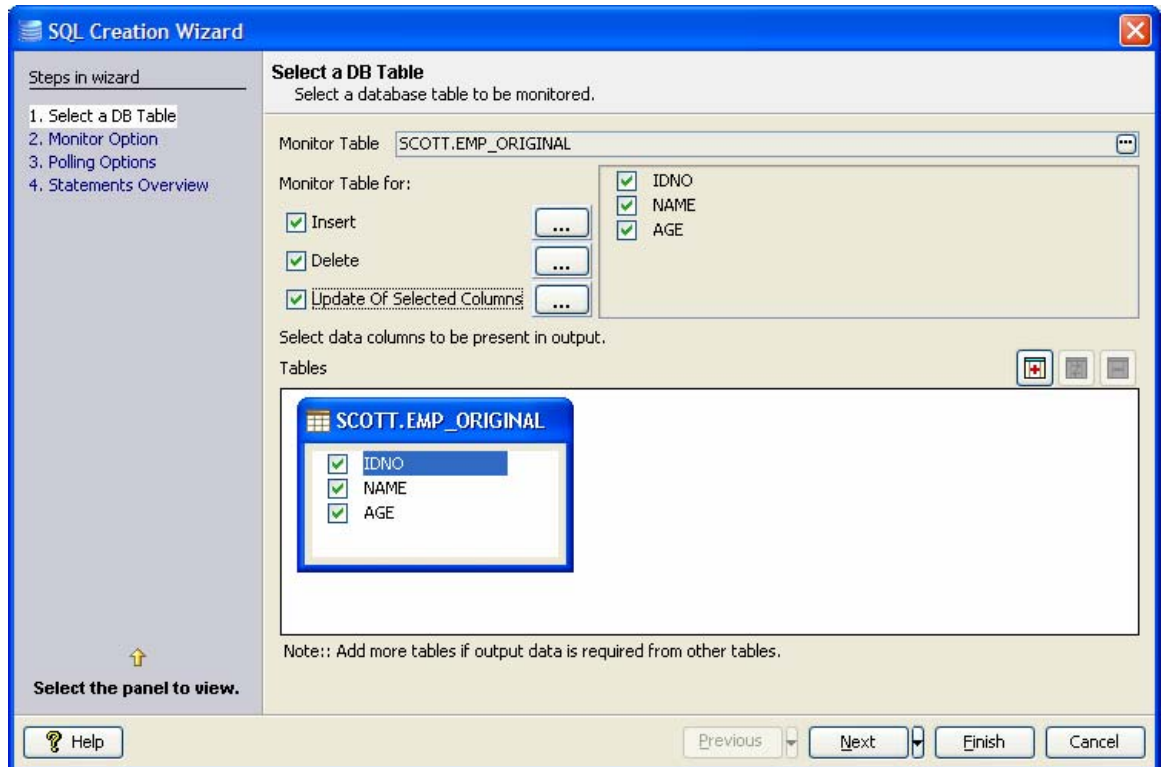 SQL Creation Wizard
Steps in wizard
1. Select a DB Table
2. Monitor Option
3. Polling Options
4. Statements Overview
Select the panel to view.
Select a DB Table
Select a database table to be monitored.
Monitor Table SCOTT.EMP_ORIGINAL ...
Monitor Table for:
Insert ...
Delete ...
Update Of Selected Columns ...
IDNO
NAME
AGE
Select data columns to be present in output.
Tables
SCOTT.EMP_ORIGINAL
IDNO
NAME
AGE
Note:: Add more tables if output data is required from other tables.
Help Previous Next Finish Cancel